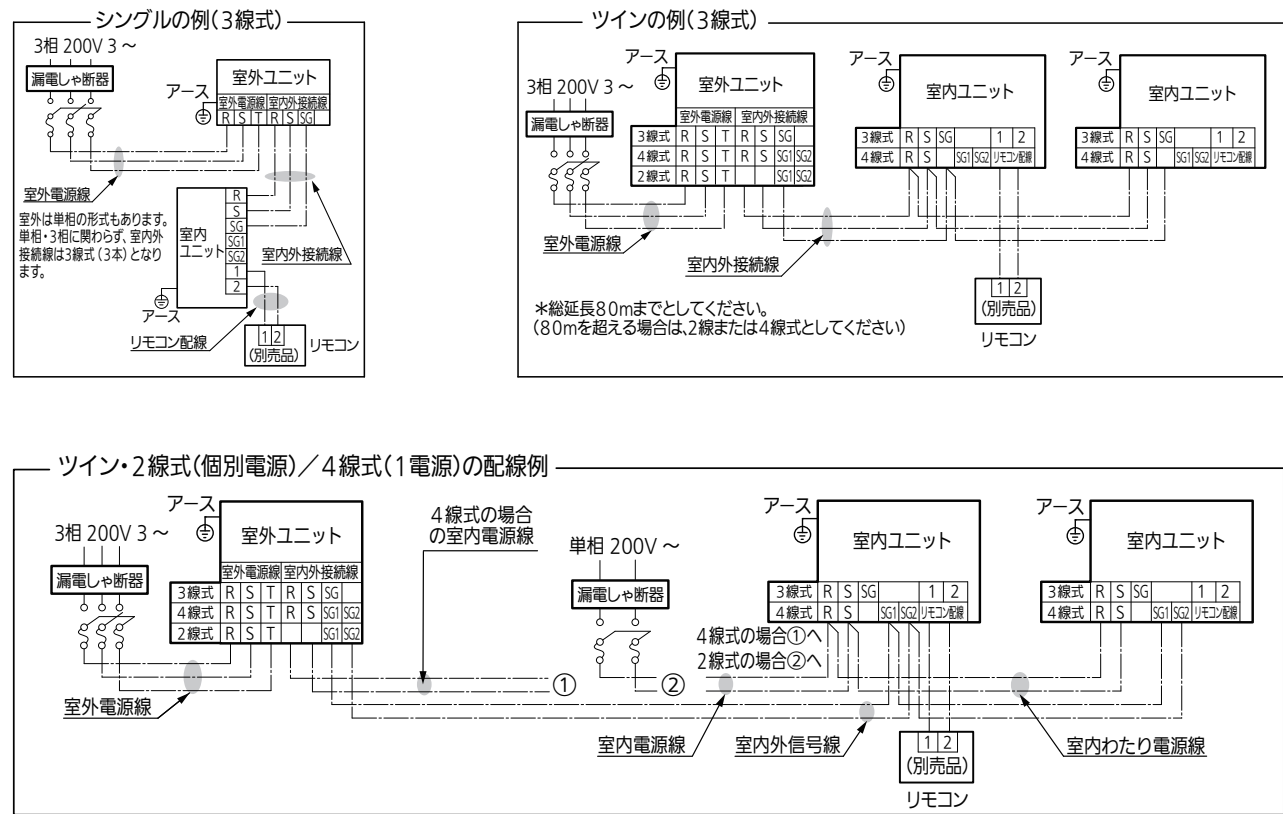 シングルの例(3線式)
3相 200V 3～
漏電しゃ断器
アース
室外ユニット
室外電源線 室内外接続線
R S T R S SG
室外電源線
室外は単相の形式もあります。
単相・3相に関わらず、室内外
接続線は3線式(3本)となり
ます。
室内
ユニット
R
S
SG
SG1
SG2
1
2
室内外接続線
アース
リモコン配線
1 2
(別売品)
リモコン
ツインの例(3線式)
3相 200V 3～
漏電しゃ断器
アース
室外ユニット
室外電源線 室内外接続線
3線式 R S T R S SG
4線式 R S T R S SG1 SG2
2線式 R S T SG1 SG2
アース
室内ユニット
3線式 R S SG 1 2
4線式 R S SG1 SG2 リモコン配線
アース
室内ユニット
3線式 R S SG 1 2
4線式 R S SG1 SG2 リモコン配線
室外電源線
室内外接続線
＊総延長80mまでとしてください。
(80mを超える場合は、2線または4線式としてください)
1 2
(別売品)
リモコン
ツイン・2線式(個別電源)／4線式(1電源)の配線例
3相 200V 3～
漏電しゃ断器
アース
室外ユニット
室外電源線 室内外接続線
3線式 R S T R S SG
4線式 R S T R S SG1 SG2
2線式 R S T SG1 SG2
室外電源線
4線式の場合
の室内電源線
①
単相 200V～
漏電しゃ断器
②
4線式の場合①へ
2線式の場合②へ
アース
室内ユニット
3線式 R S SG 1 2
4線式 R S SG1 SG2 リモコン配線
アース
室内ユニット
3線式 R S SG 1 2
4線式 R S SG1 SG2 リモコン配線
室内電源線
室内外信号線
室内わたり電源線
1 2
(別売品)
リモコン